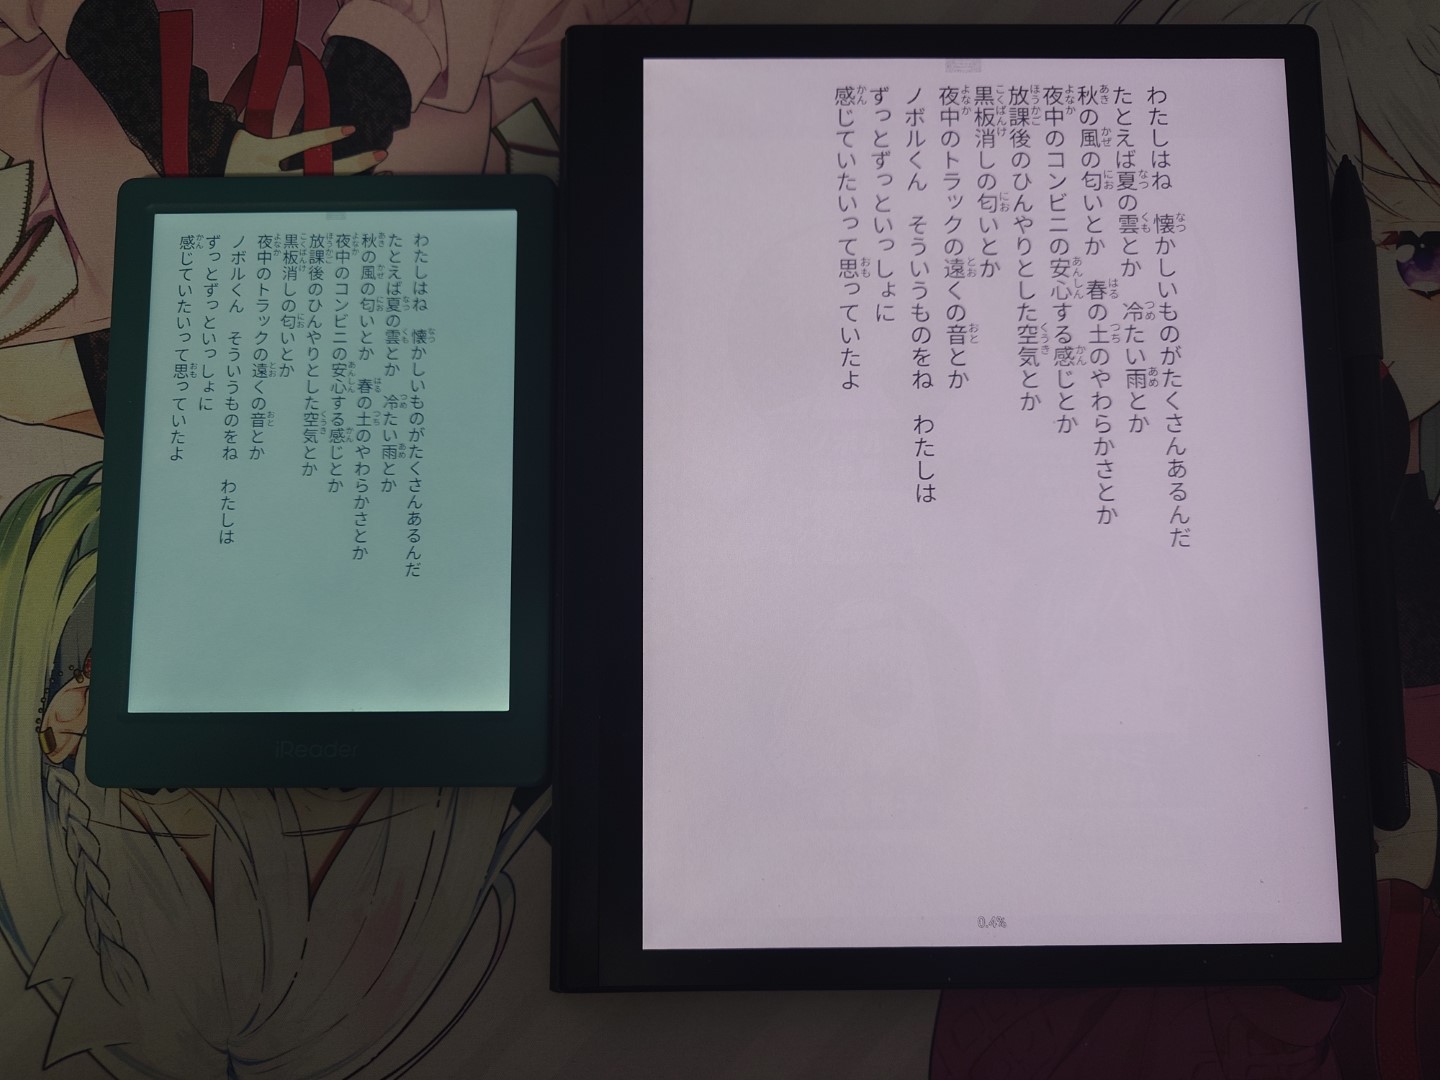 わたしはね　懐かしいものがたくさんあるんだ
たとえば夏の雲とか　冷たい雨とか
秋の風の匂いとか　春の土のやわらかさとか
夜中のコンビニの安心する感じとか
放課後のひんやりとした空気とか
黒板消しの匂いとか
夜中のトラックの遠くの音とか
ノボルくん　そういうものをね　わたしは
ずっとずっといっしょに
感じていたいって思っていたよ
iReader
わたしはね　懐かしいものがたくさんあるんだ
たとえば夏の雲とか　冷たい雨とか
秋の風の匂いとか　春の土のやわらかさとか
夜中のコンビニの安心する感じとか
放課後のひんやりとした空気とか
黒板消しの匂いとか
夜中のトラックの遠くの音とか
ノボルくん　そういうものをね　わたしは
ずっとずっといっしょに
感じていたいって思っていたよ
0.4%